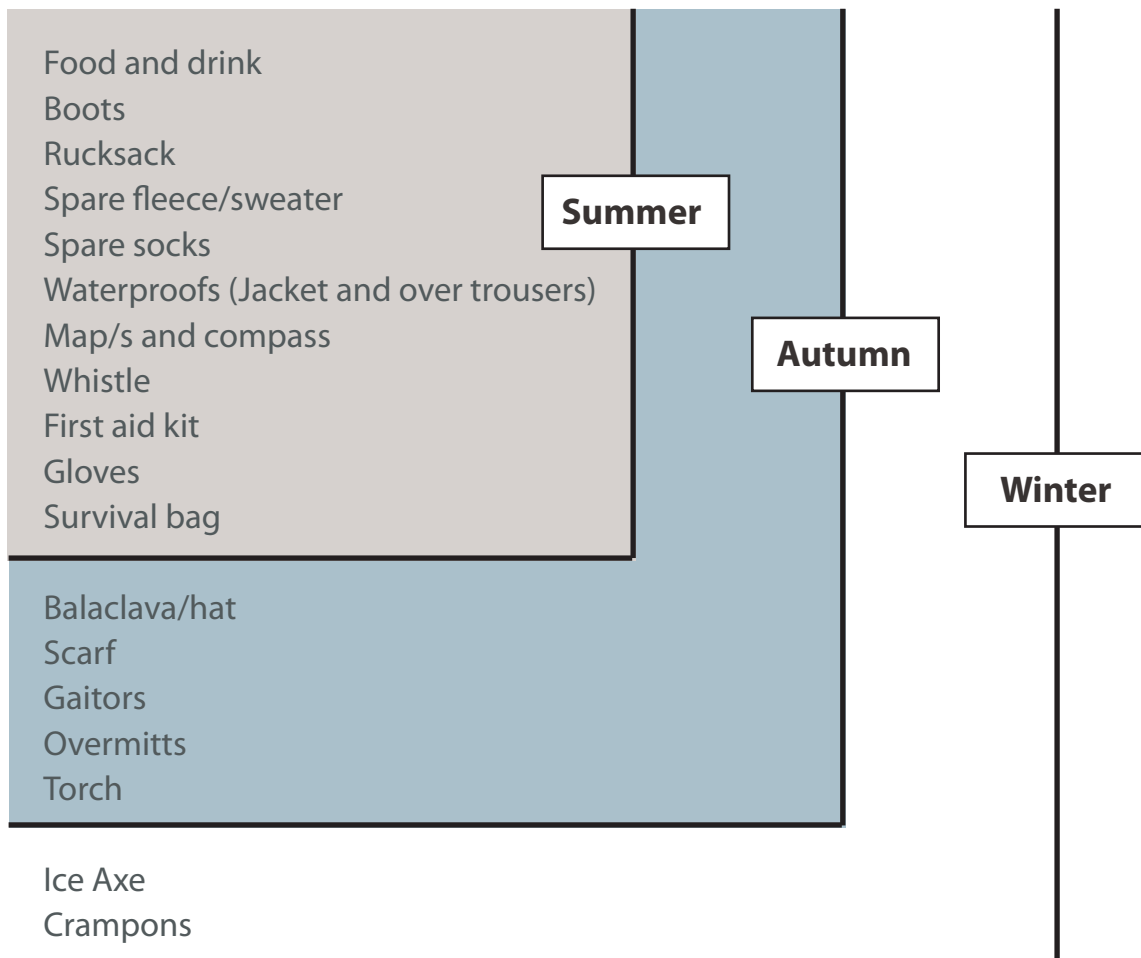 Food and drink
Boots
Rucksack
Spare fleece/sweater
Spare socks
Waterproofs (Jacket and over trousers)
Map/s and compass
Whistle
First aid kit
Gloves
Survival bag
Summer
Balaclava/hat
Scarf
Gaitors
Overmitts
Torch
Autumn
Ice Axe
Crampons
Winter